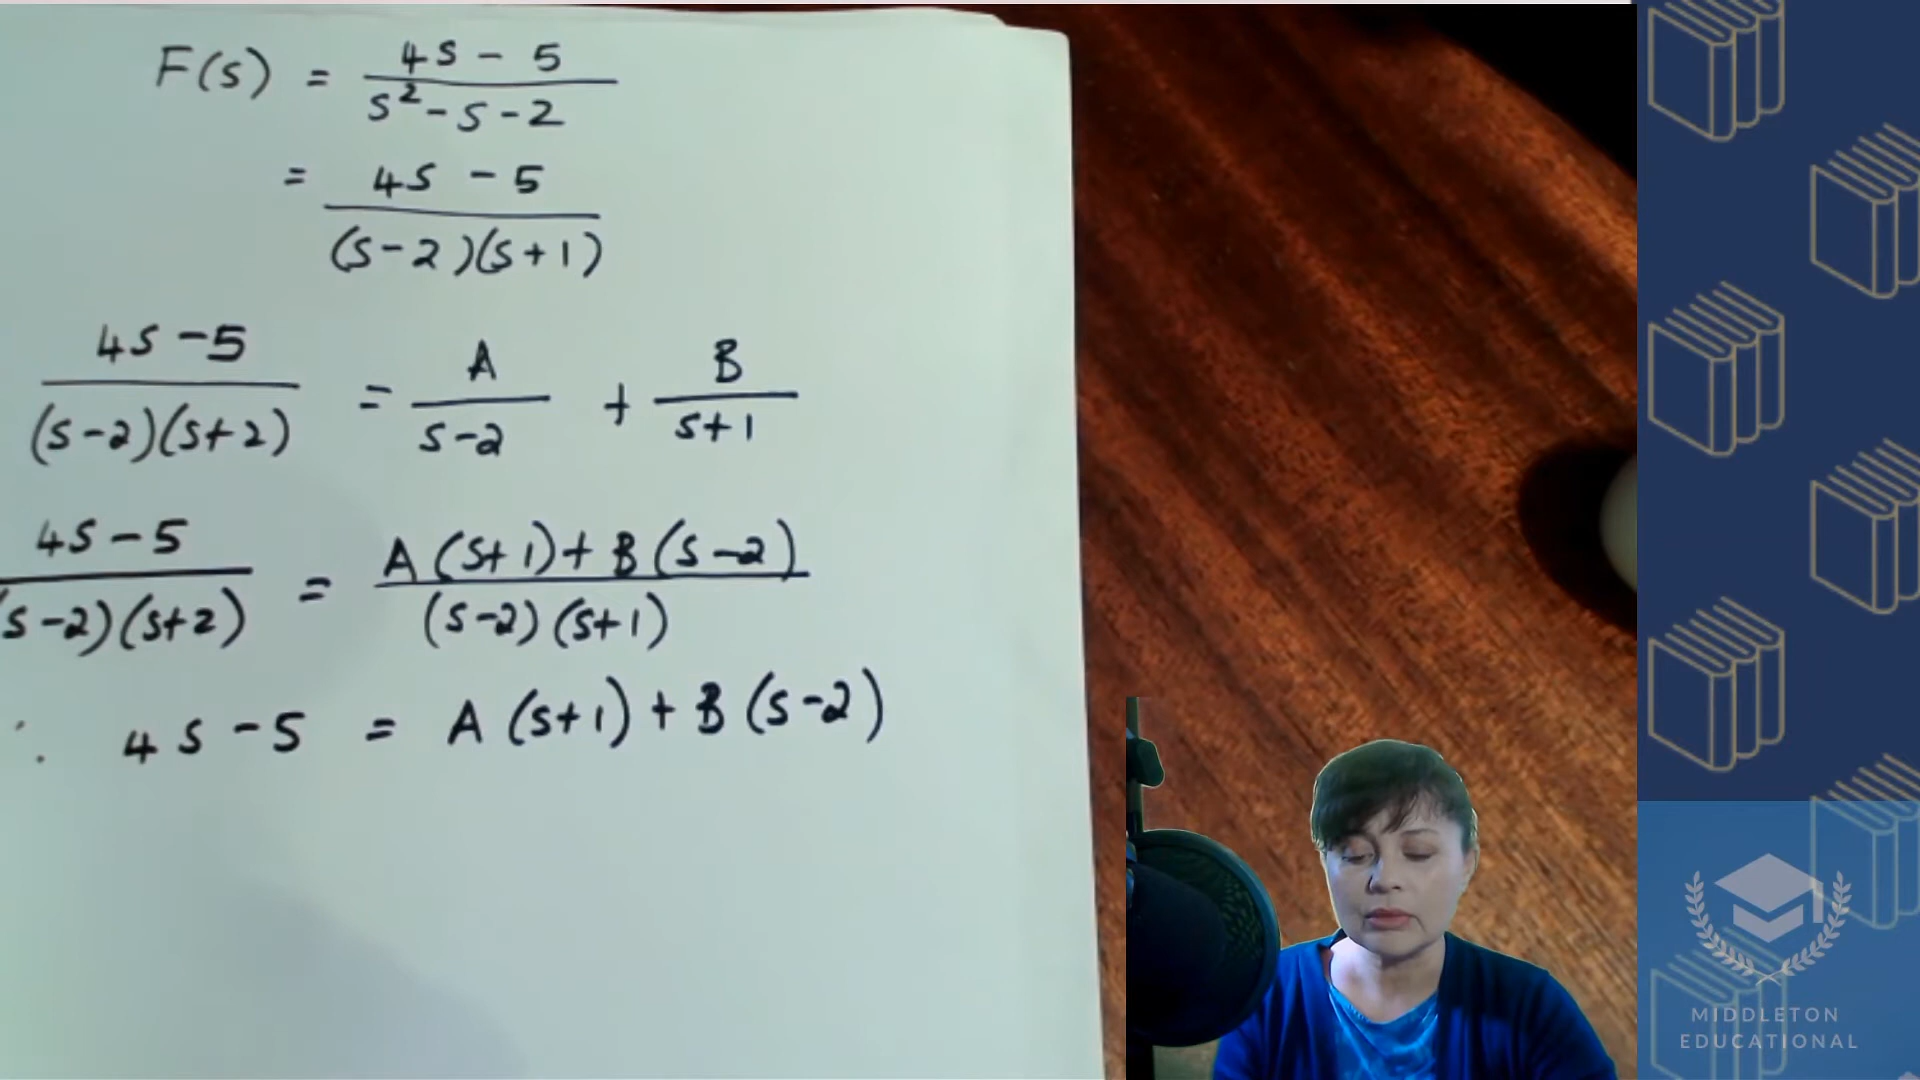 F(s) = 4s - 5
s² - s - 2
= 4s - 5
(s-2)(s+1)
4s - 5
(s-2)(s+2)
= A
s-2
+ B
s+1
4s - 5
(s-2)(s+2)
= A(s+1) + B(s-2)
(s-2)(s+1)
∴ 4s - 5 = A(s+1) + B(s-2)
MIDDLETON
EDUCATIONAL